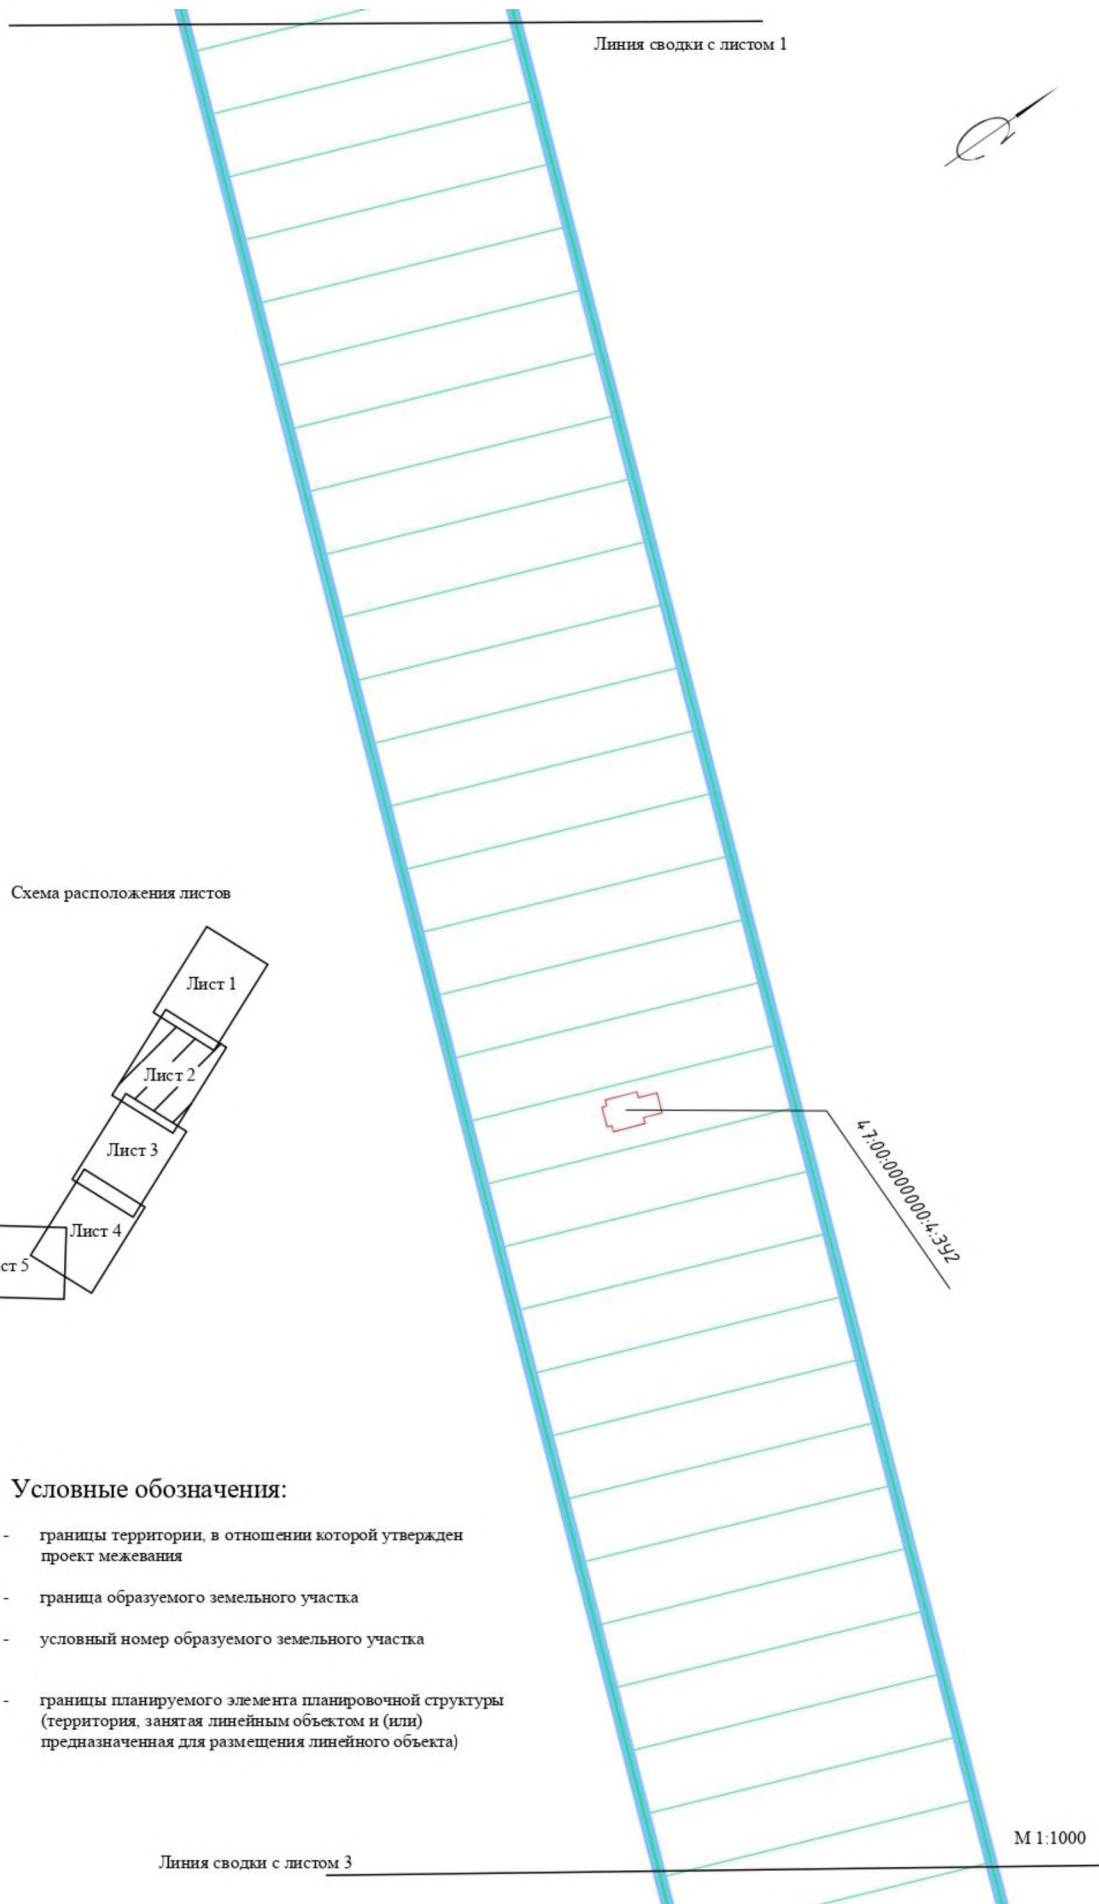 Линия сводки с листом 1
Схема расположения листов
Лист 1
Лист 2
Лист 3
Лист 4
ст 5
47:00:0000000:4:ЗУ2
Условные обозначения:
- границы территории, в отношении которой утвержден
проект межевания
- граница образуемого земельного участка
- условный номер образуемого земельного участка
- границы планируемого элемента планировочной структуры
(территория, занятая линейным объектом и (или)
предназначенная для размещения линейного объекта)
М 1:1000
Линия сводки с листом 3